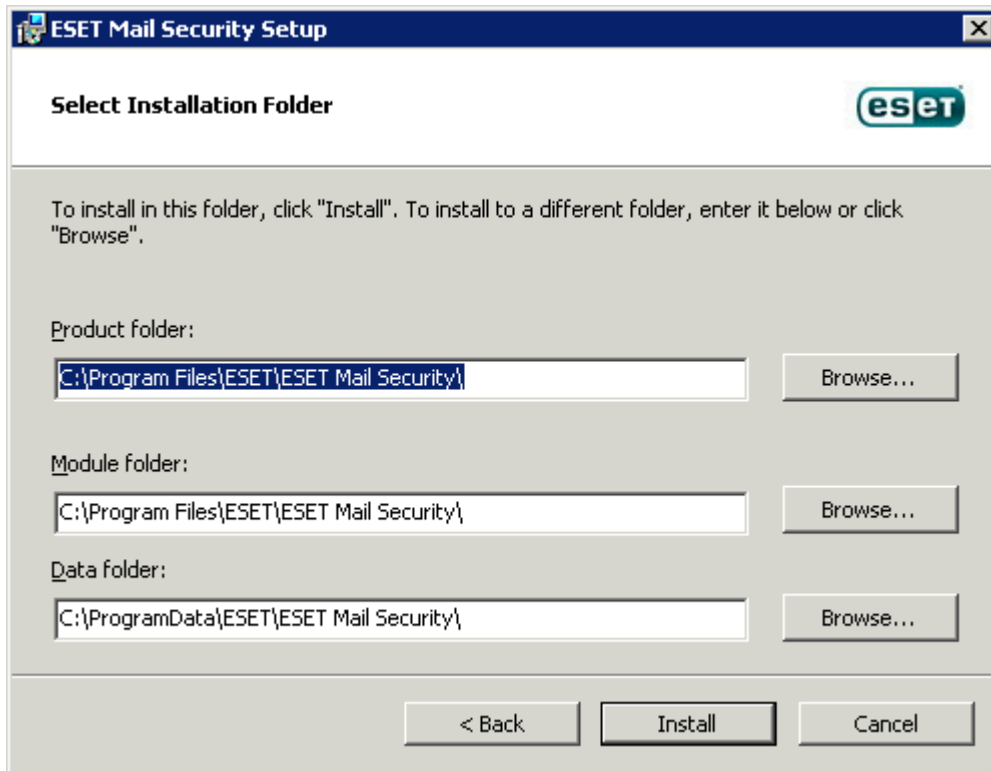 ESET Mail Security Setup
Select Installation Folder
eseT
To install in this folder, click "Install". To install to a different folder, enter it below or click
"Browse".
Product folder:
C:\Program Files\ESET\ESET Mail Security\
Browse...
Module folder:
C:\Program Files\ESET\ESET Mail Security\
Browse...
Data folder:
C:\ProgramData\ESET\ESET Mail Security\
Browse...
< Back
Install
Cancel